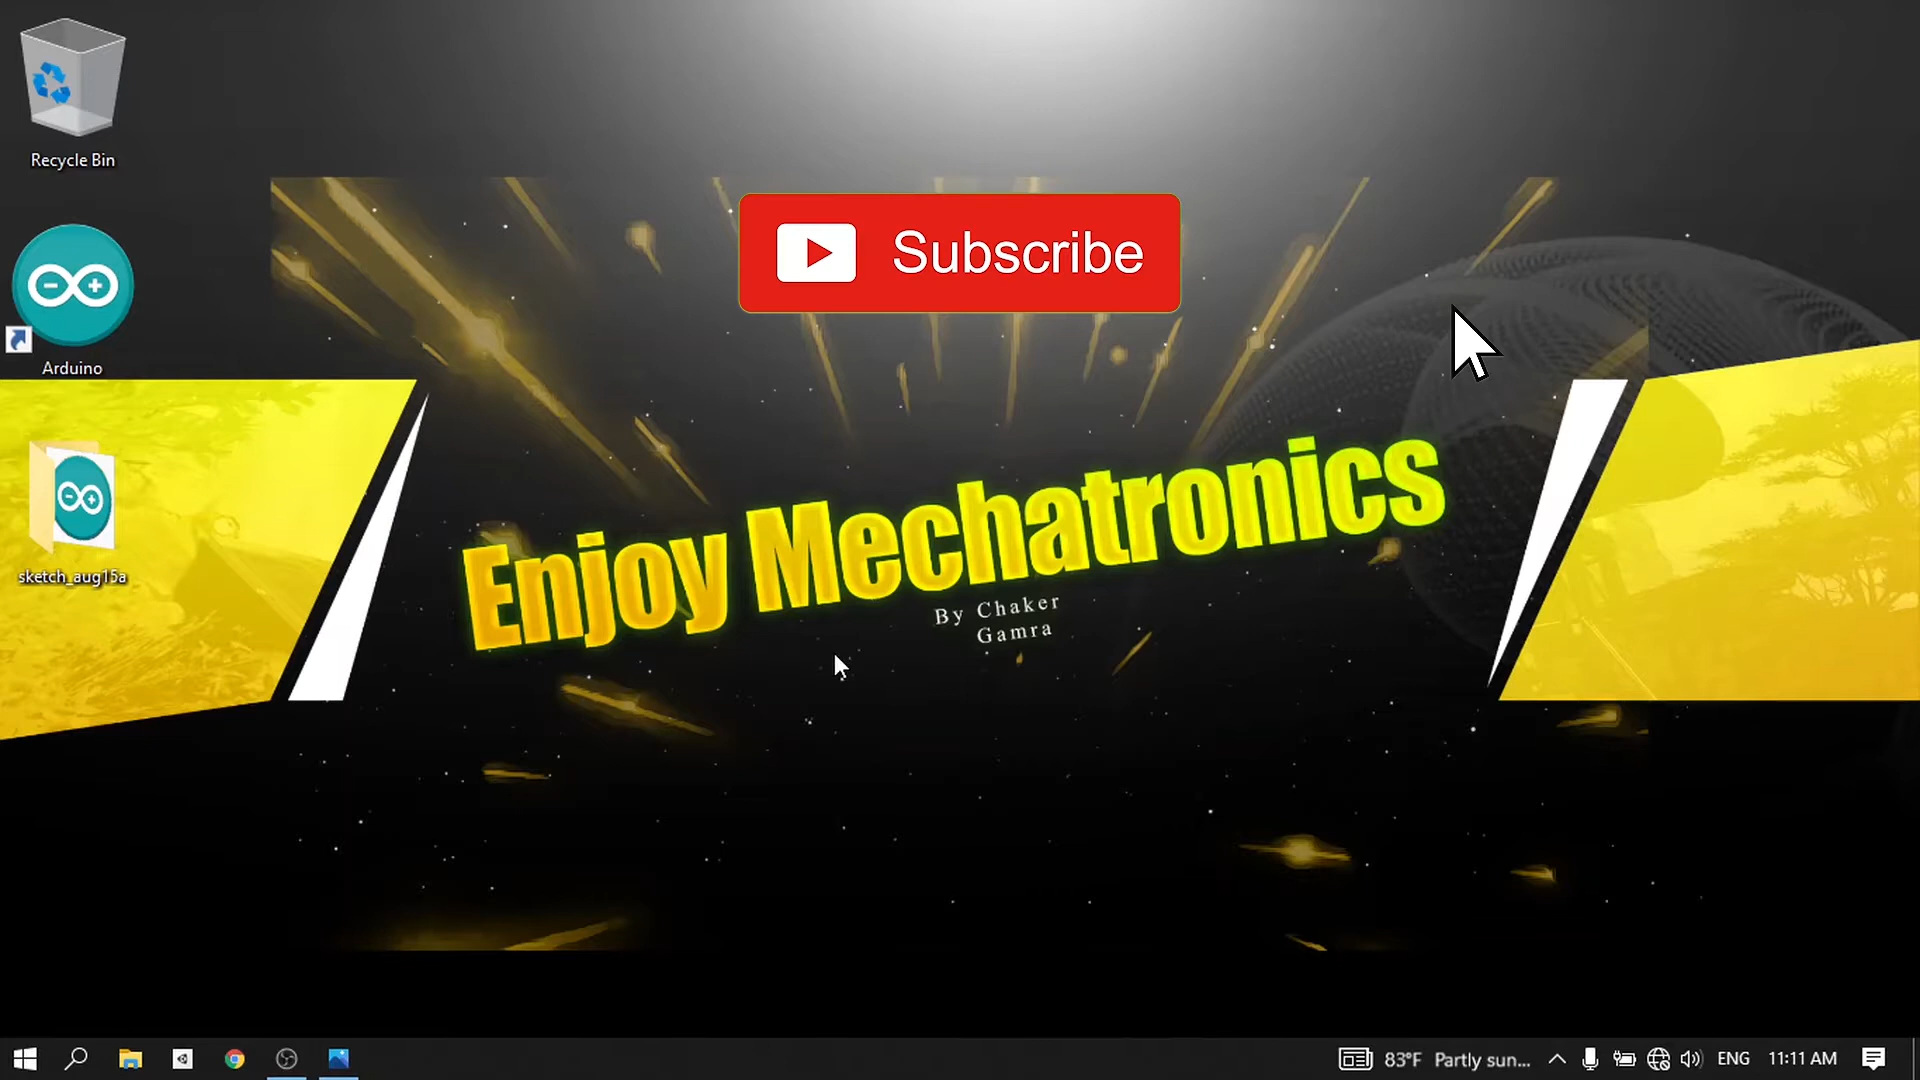 Recycle Bin
Subscribe
Arduino
Enjoy Mechatronics
sketch_aug15a
By Chaker
Gamra
83°F Partly sun...
ENG
11:11 AM